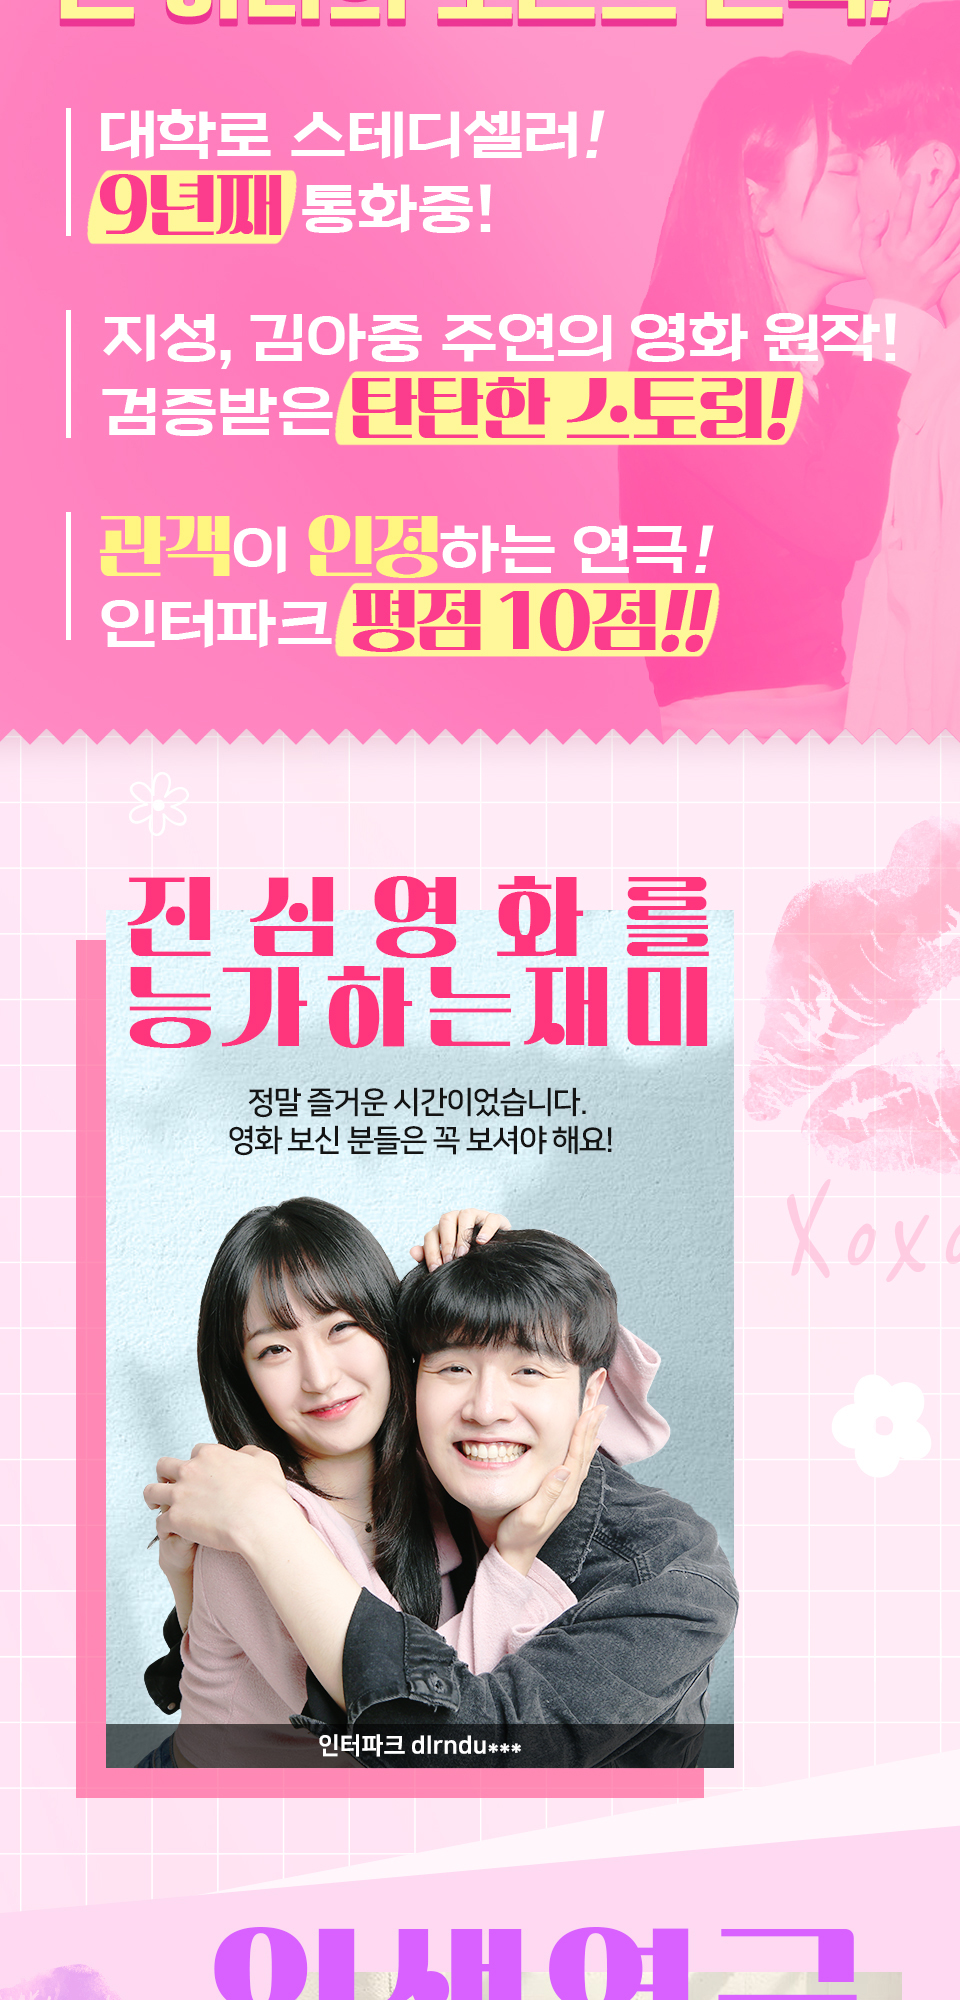 대학로 스테디셀러!
9년째 통화중!
지성, 김아중 주연의 영화 원작!
검증받은 탄탄한 스토리!
관객이 인정하는 연극!
인터파크 평점 10점!!
진심영화를
능가하는재미
정말 즐거운 시간이었습니다.
영화 보신 분들은 꼭 보셔야 해요!
Xoxo
인터파크 dlrndu***